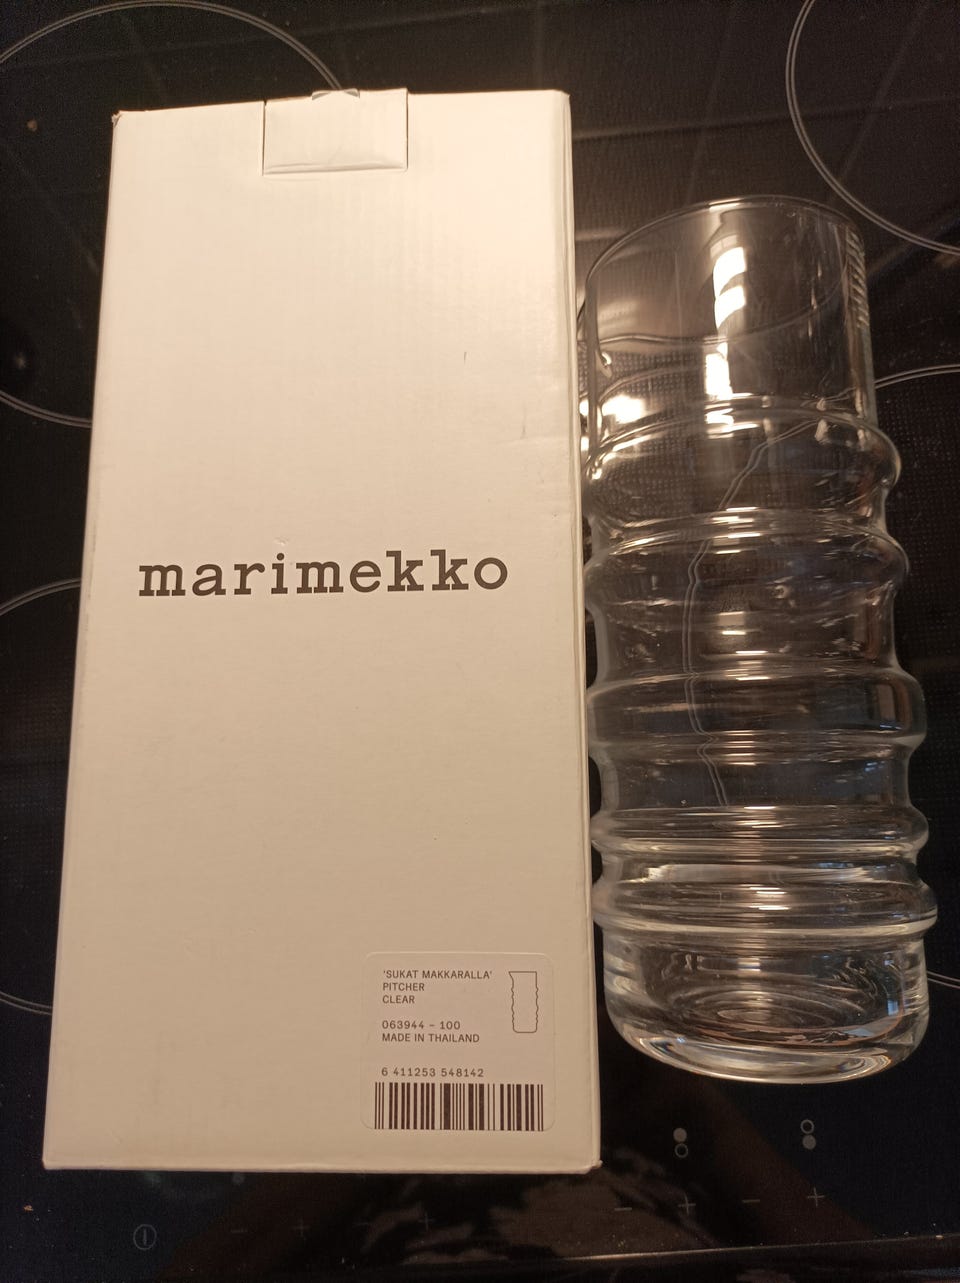 marimekko
'SUKAT MAKKARALLA'
PITCHER
CLEAR
063944 - 100
MADE IN THAILAND
6 411253 548142